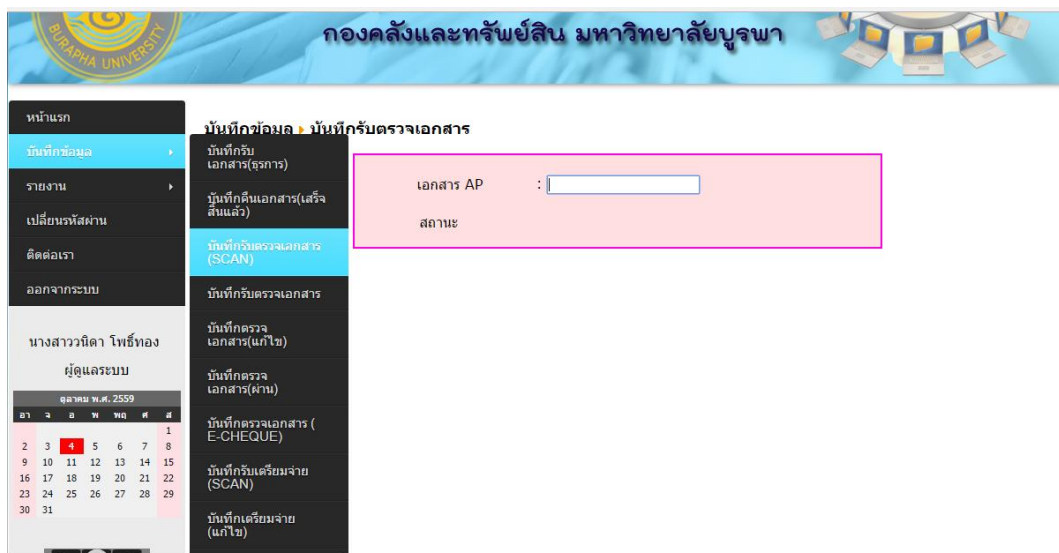 BURAPHA UNIVERSITY
กองคลังและทรัพย์สิน มหาวิทยาลัยบูรพา
หน้าแรก
บันทึกข้อมูล
รายงาน
เปลี่ยนรหัสผ่าน
ติดต่อเรา
ออกจากระบบ
บันทึกข้อมูล บันทึกรับตรวจเอกสาร
บันทึกรับ
เอกสาร(ธุรการ)
บันทึกคืนเอกสาร(เสร็จ
สิ้นแล้ว)
บันทึกรับตรวจเอกสาร
(SCAN)
บันทึกรับตรวจเอกสาร
บันทึกตรวจ
เอกสาร(แก้ไข)
บันทึกตรวจ
เอกสาร(ผ่าน)
บันทึกตรวจเอกสาร (
E-CHEQUE)
บันทึกรับเตรียมจ่าย
(SCAN)
บันทึกเตรียมจ่าย
(แก้ไข)
เอกสาร AP :
สถานะ
นางสาววนิดา โพธิ์ทอง
ผู้ดูแลระบบ
ตุลาคม พ.ศ. 2559
อา จ อ พ พฤ ศ ส
1
2 3 4 5 6 7 8
9 10 11 12 13 14 15
16 17 18 19 20 21 22
23 24 25 26 27 28 29
30 31